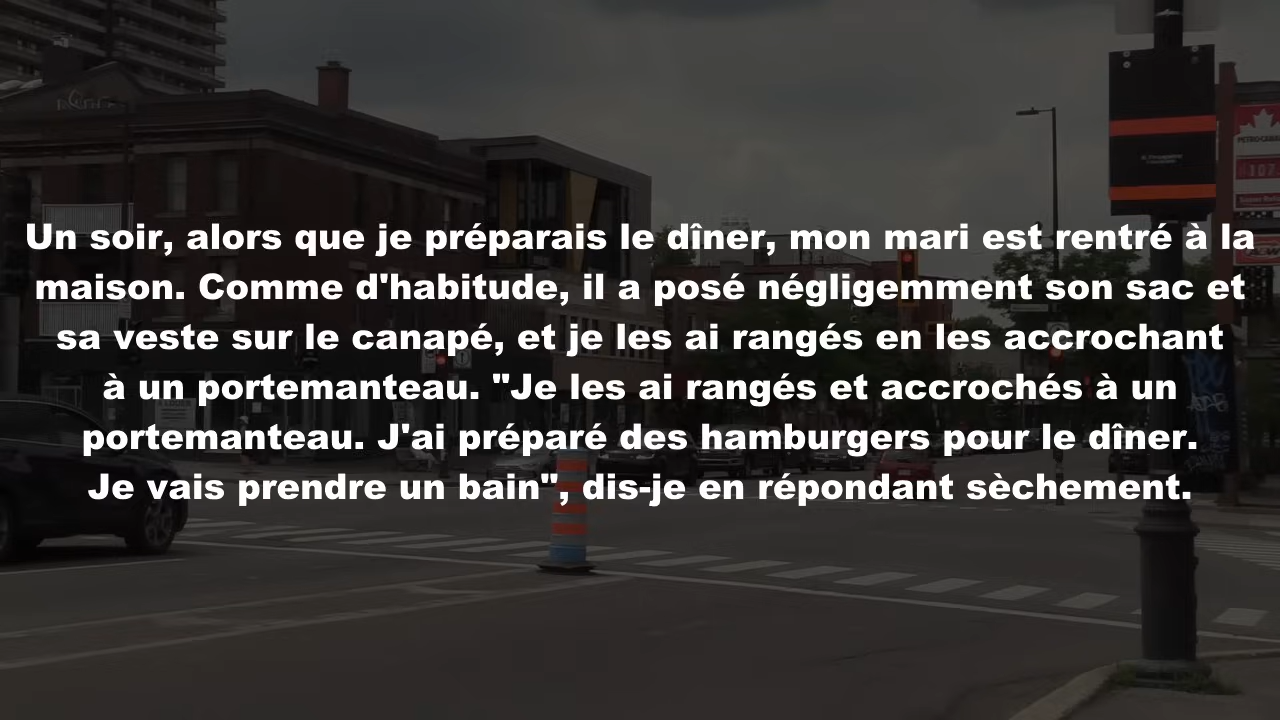 Un soir, alors que je préparais le dîner, mon mari est rentré à la
maison. Comme d'habitude, il a posé négligemment son sac et
sa veste sur le canapé, et je les ai rangés en les accrochant
à un portemanteau. "Je les ai rangés et accrochés à un
portemanteau. J'ai préparé des hamburgers pour le dîner.
Je vais prendre un bain", dis-je en répondant sèchement.
PETRO-CANADA